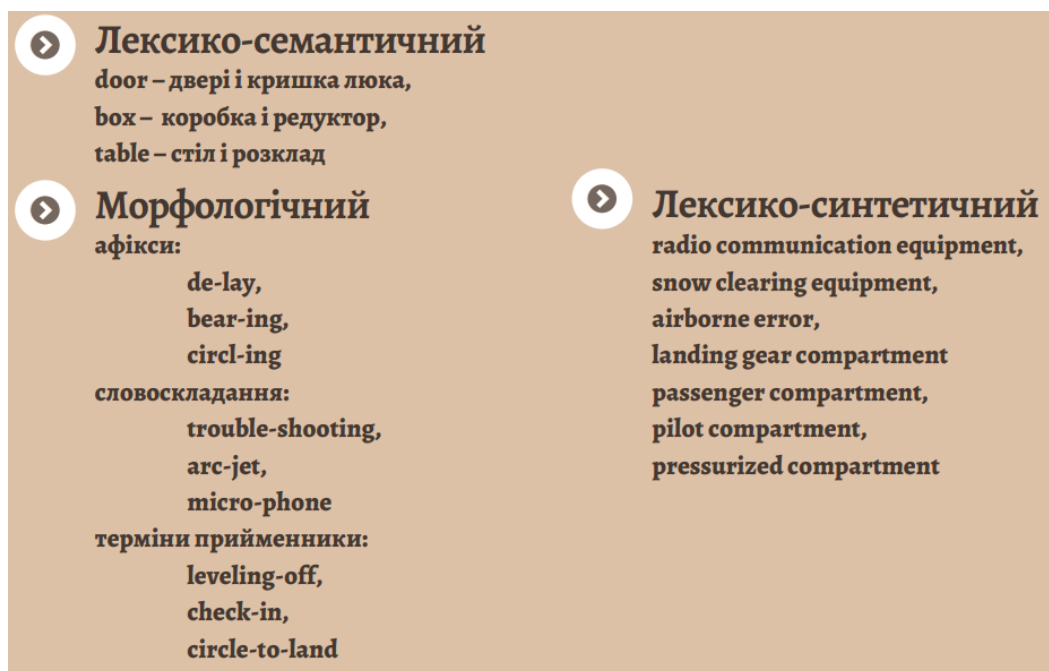 Лексико-семантичний
door – двері і кришка люка,
box – коробка і редуктор,
table – стіл і розклад
Морфологічний
афікси:
de-lay,
bear-ing,
circl-ing
словоскладання:
trouble-shooting,
arc-jet,
micro-phone
терміни прийменники:
leveling-off,
check-in,
circle-to-land
Лексико-синтетичний
radio communication equipment,
snow clearing equipment,
airborne error,
landing gear compartment
passenger compartment,
pilot compartment,
pressurized compartment